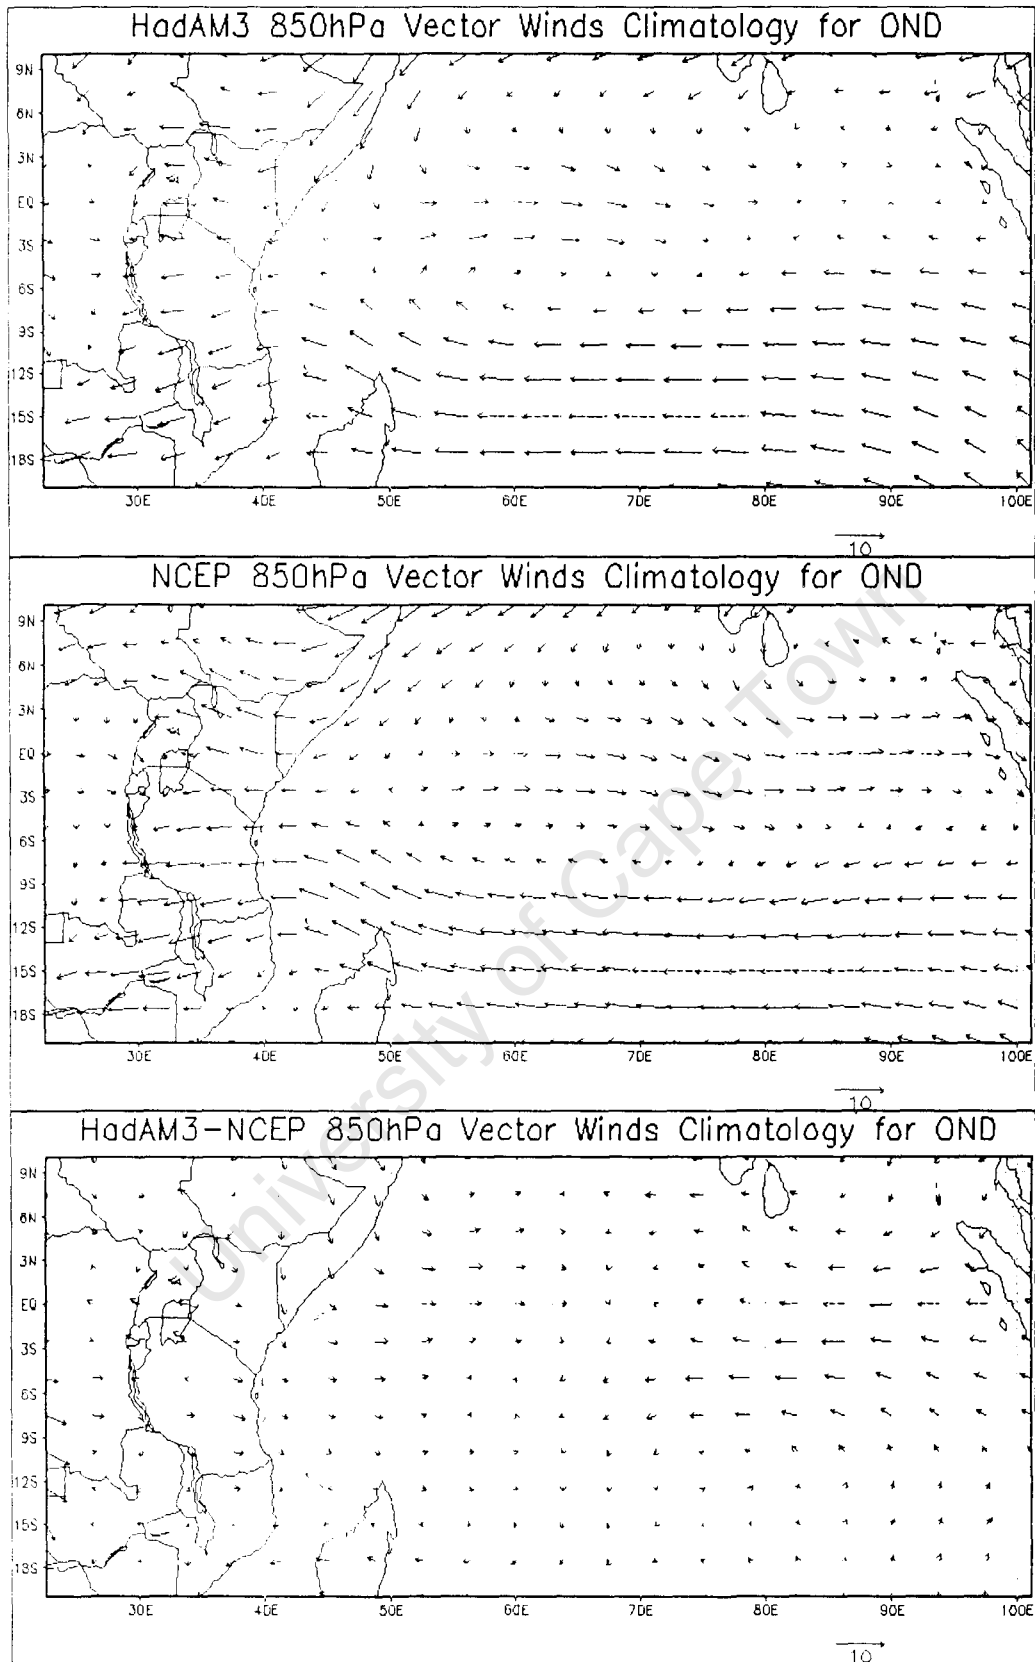 HadAM3 850hPa Vector Winds Climatology for OND
9N
6N
3N
EQ
3S
6S
9S
12S
15S
18S
30E 40E 50E 60E 70E 80E 90E 100E
10
NCEP 850hPa Vector Winds Climatology for OND
9N
6N
3N
EQ
3S
6S
9S
12S
15S
18S
30E 40E 50E 60E 70E 80E 90E 100E
10
HadAM3-NCEP 850hPa Vector Winds Climatology for OND
9N
6N
3N
EQ
3S
6S
9S
12S
15S
18S
30E 40E 50E 60E 70E 80E 90E 100E
10
University of Cape Town